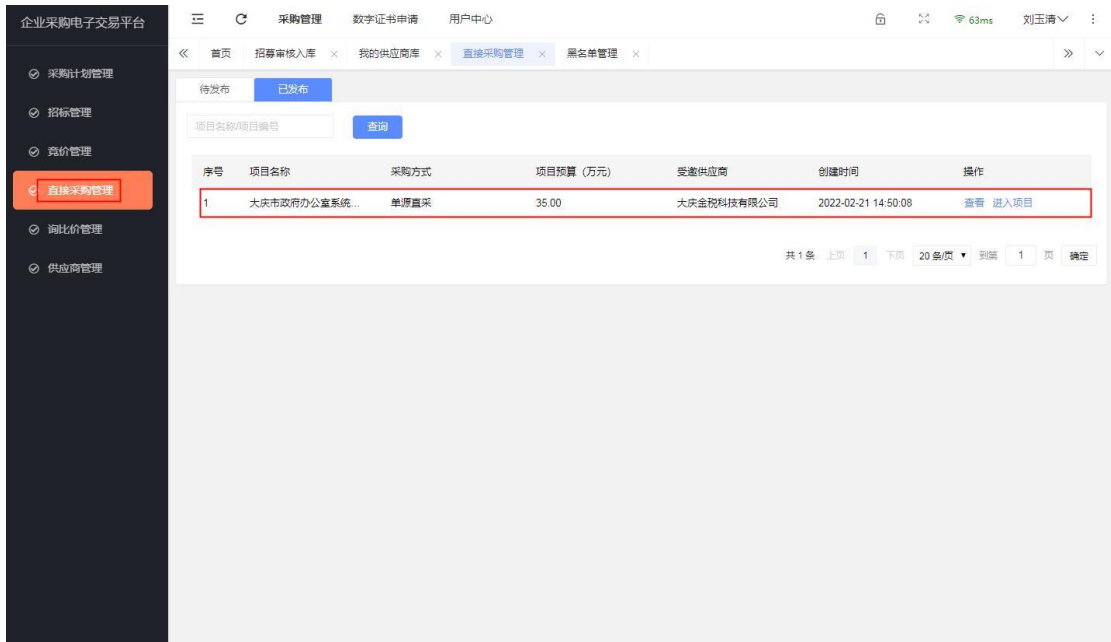 企业采购电子交易平台
采购管理 数字证书申请 用户中心 63ms 刘玉清
首页 招募审核入库 × 我的供应商库 × 直接采购管理 × 黑名单管理 ×
采购计划管理
招标管理
竞价管理
直接采购管理
询比价管理
供应商管理
待发布 已发布
项目名称/项目编号 查询
序号 项目名称 采购方式 项目预算（万元） 受邀供应商 创建时间 操作
1 大庆市政府办公室系统... 单源直采 35.00 大庆金税科技有限公司 2022-02-21 14:50:08 查看 进入项目
共1条 上页 1 下页 20条/页 到第 1 页 确定